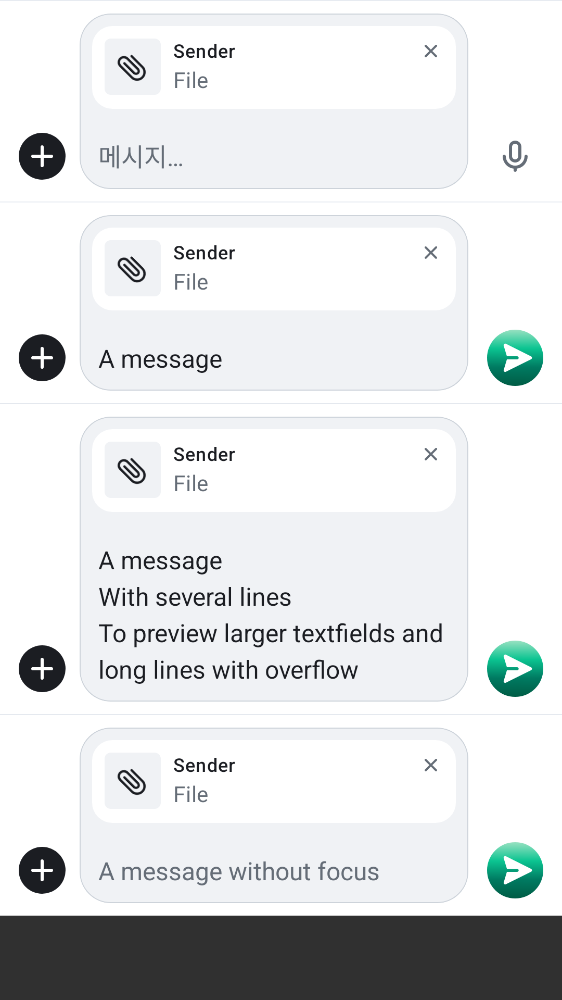 Sender
File
메시지…
Sender
File
A message
Sender
File
A message
With several lines
To preview larger textfields and
long lines with overflow
Sender
File
A message without focus